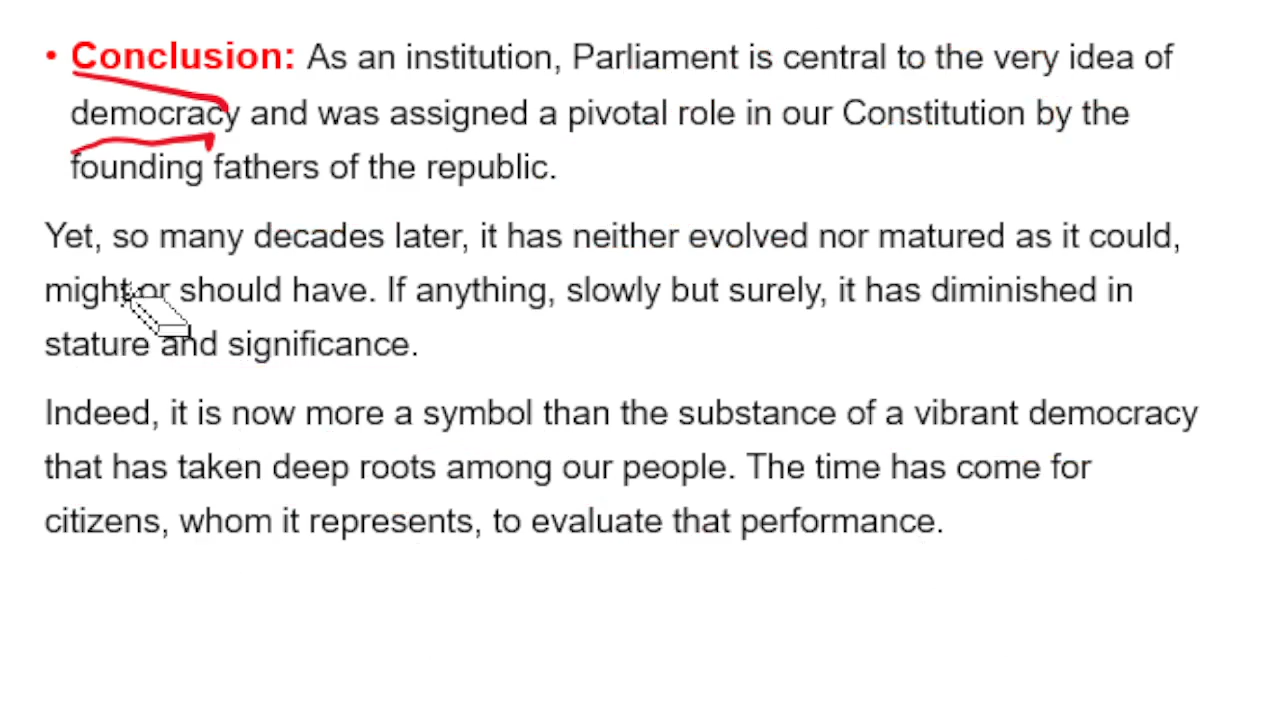 • Conclusion: As an institution, Parliament is central to the very idea of
democracy and was assigned a pivotal role in our Constitution by the
founding fathers of the republic.
Yet, so many decades later, it has neither evolved nor matured as it could,
might or should have. If anything, slowly but surely, it has diminished in
stature and significance.
Indeed, it is now more a symbol than the substance of a vibrant democracy
that has taken deep roots among our people. The time has come for
citizens, whom it represents, to evaluate that performance.